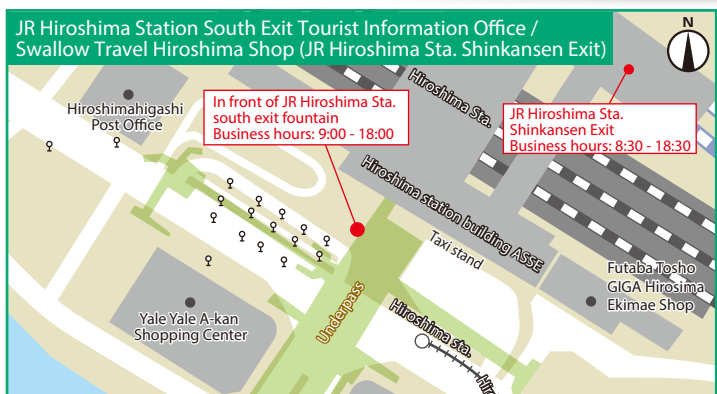 JR Hiroshima Station South Exit Tourist Information Office /
Swallow Travel Hiroshima Shop (JR Hiroshima Sta. Shinkansen Exit)
N
Hiroshima Sta.
Hiroshimahigashi
Post Office
In front of JR Hiroshima Sta.
south exit fountain
Business hours: 9:00 - 18:00
JR Hiroshima Sta.
Shinkansen Exit
Business hours: 8:30 - 18:30
Hiroshima station building ASSE
Taxi stand
Futaba Tosho
GIGA Hirosima
Ekimae Shop
Underpass
Yale Yale A-kan
Shopping Center
Hiroshima sta.